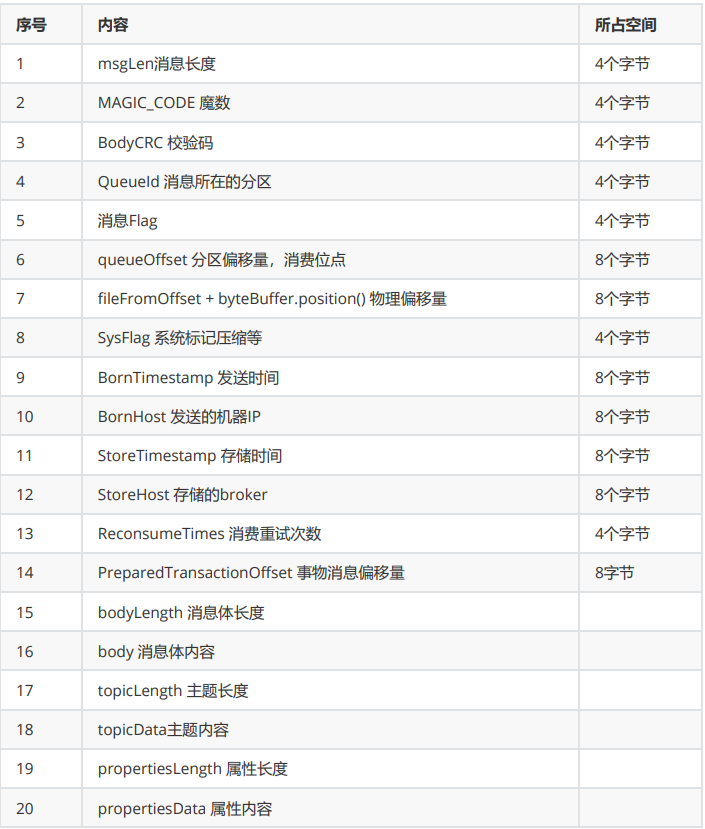 序号 内容 所占空间
1 msgLen消息长度 4个字节
2 MAGIC_CODE 魔数 4个字节
3 BodyCRC 校验码 4个字节
4 QueueId 消息所在的分区 4个字节
5 消息Flag 4个字节
6 queueOffset 分区偏移量，消费位点 8个字节
7 fileFromOffset + byteBuffer.position() 物理偏移量 8个字节
8 SysFlag 系统标记压缩等 4个字节
9 BornTimestamp 发送时间 8个字节
10 BornHost 发送的机器IP 8个字节
11 StoreTimestamp 存储时间 8个字节
12 StoreHost 存储的broker 8个字节
13 ReconsumeTimes 消费重试次数 4个字节
14 PreparedTransactionOffset 事物消息偏移量 8字节
15 bodyLength 消息体长度
16 body 消息体内容
17 topicLength 主题长度
18 topicData主题内容
19 propertiesLength 属性长度
20 propertiesData 属性内容